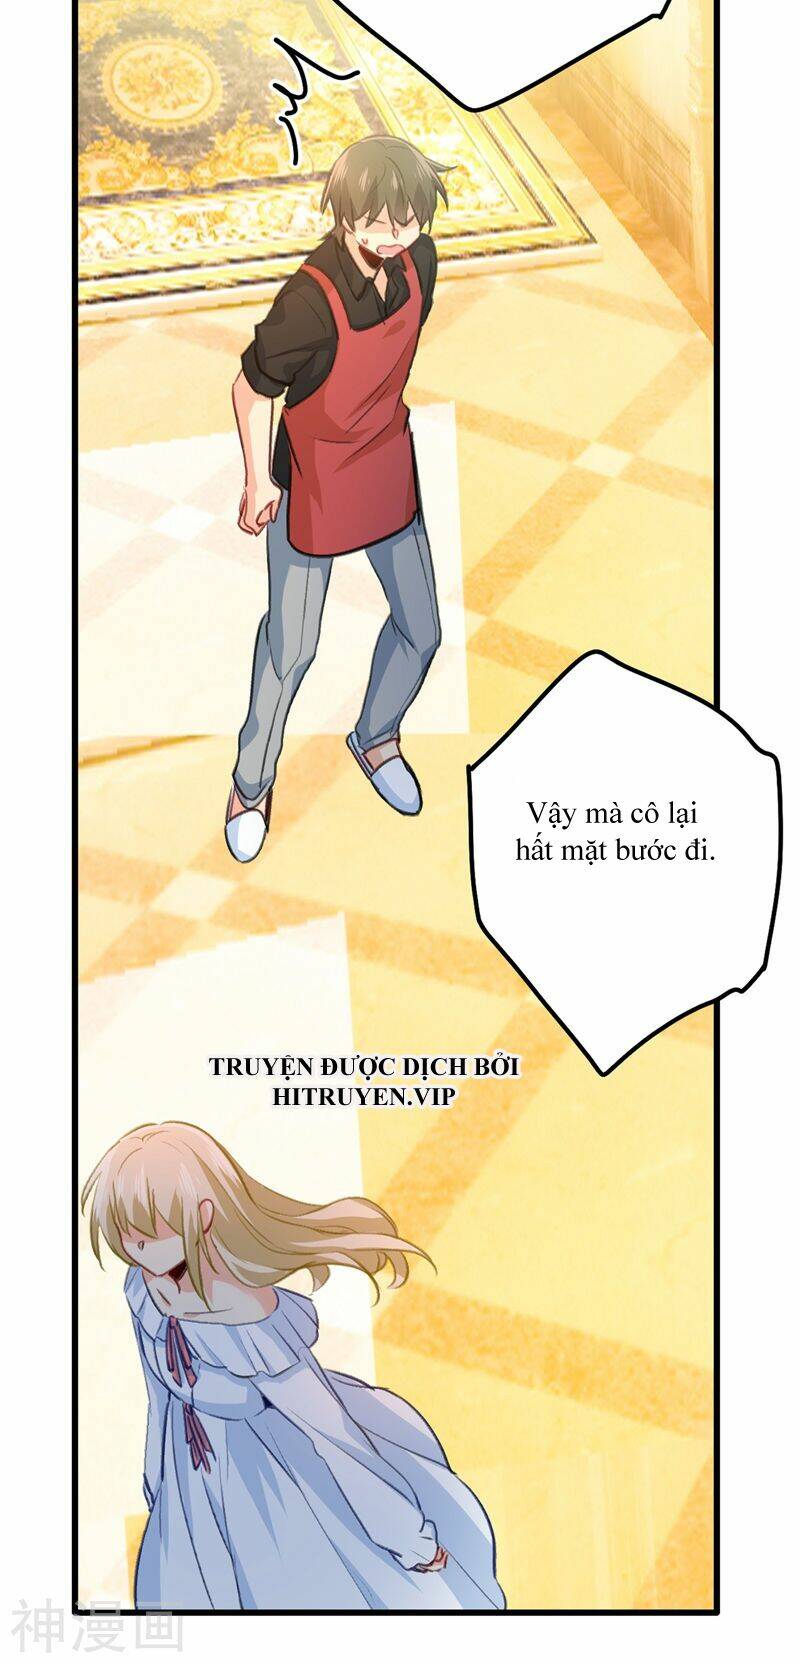 Vậy mà cô lại
hất mặt bước đi.
TRUYỆN ĐƯỢC DỊCH BỞI
HITRUYEN.VIP
神漫画